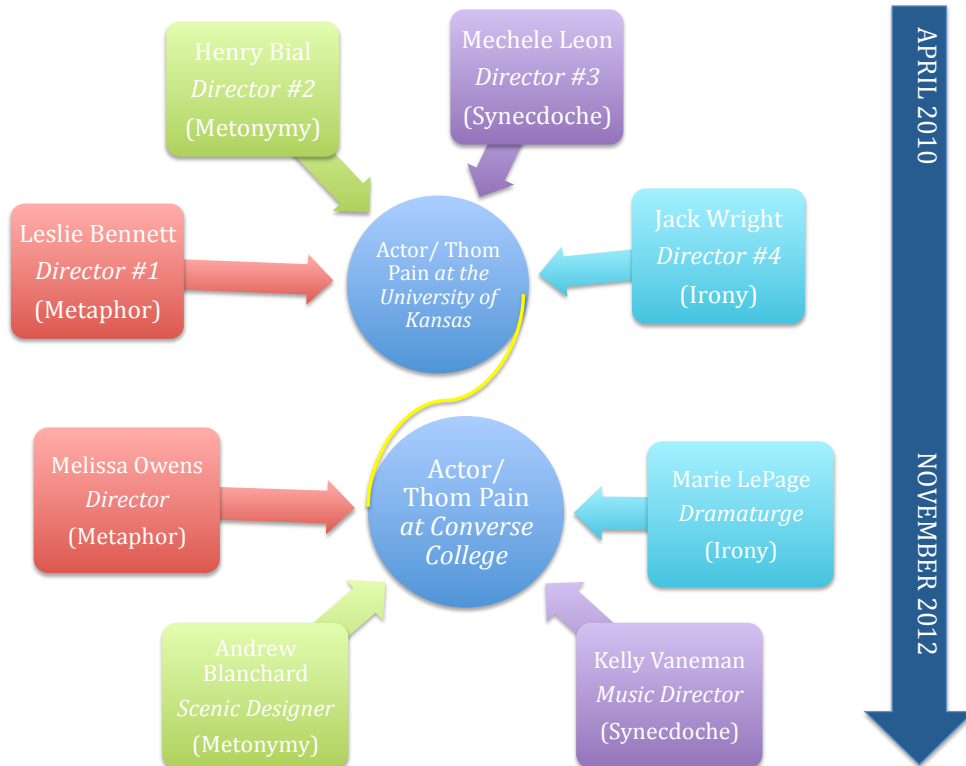 Henry Bial
Director #2
(Metonymy)
Mechele Leon
Director #3
(Synecdoche)
APRIL 2010
Leslie Bennett
Director #1
(Metaphor)
Actor/ Thom
Pain at the
University of
Kansas
Jack Wright
Director #4
(Irony)
Melissa Owens
Director
(Metaphor)
Actor/
Thom Pain
at Converse
College
Marie LePage
Dramaturge
(Irony)
NOVEMBER 2012
Andrew
Blanchard
Scenic Designer
(Metonymy)
Kelly Vaneman
Music Director
(Synecdoche)